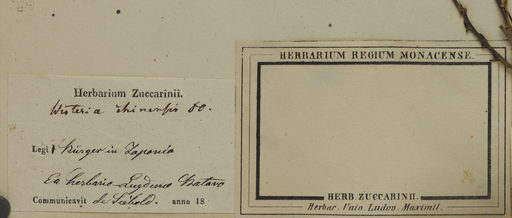 Herbarium Zuccarinii.
Wisteria chinensis DC.
Legit Bürger in Japonia
Ex herbario Lugduno Batavo
Communicavit de Siebold. anno 18
HERBARIUM REGIUM MONACENSE.
HERB. ZUCCARINII.
Herbar. Univ. Ludov. Maximil.